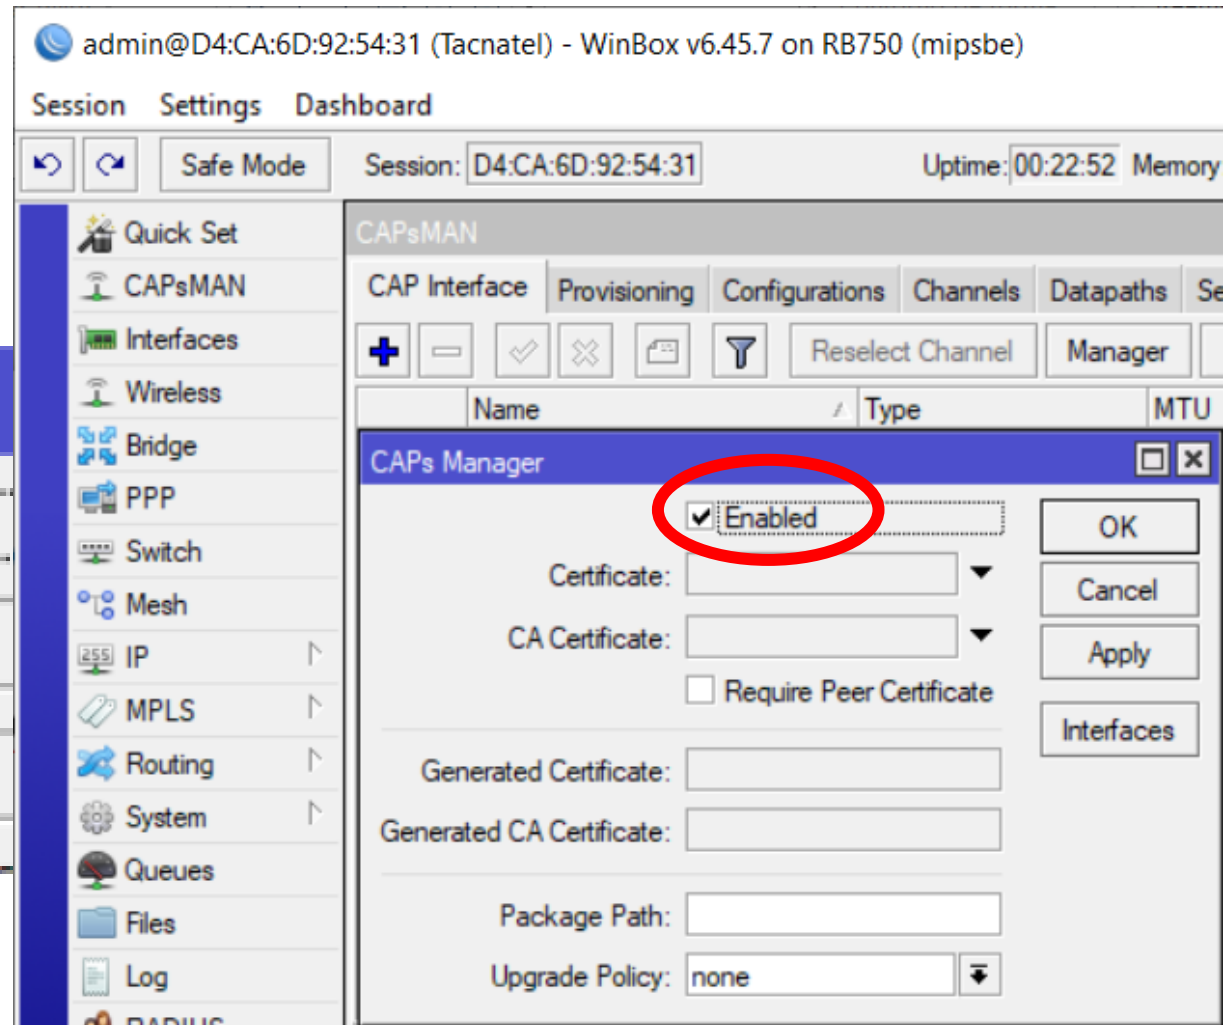 admin@D4:CA:6D:92:54:31 (Tacnatel) - WinBox v6.45.7 on RB750 (mipsbe)
Session Settings Dashboard
Safe Mode Session: D4:CA:6D:92:54:31 Uptime: 00:22:52 Memory
Quick Set
CAPsMAN
Interfaces
Wireless
Bridge
PPP
Switch
Mesh
IP
MPLS
Routing
System
Queues
Files
Log
RADIUS
CAPsMAN
CAP Interface Provisioning Configurations Channels Datapaths Se
Reselect Channel Manager
Name Type MTU
CAPs Manager
Enabled
Certificate:
CA Certificate:
Require Peer Certificate
Generated Certificate:
Generated CA Certificate:
Package Path:
Upgrade Policy: none
OK
Cancel
Apply
Interfaces